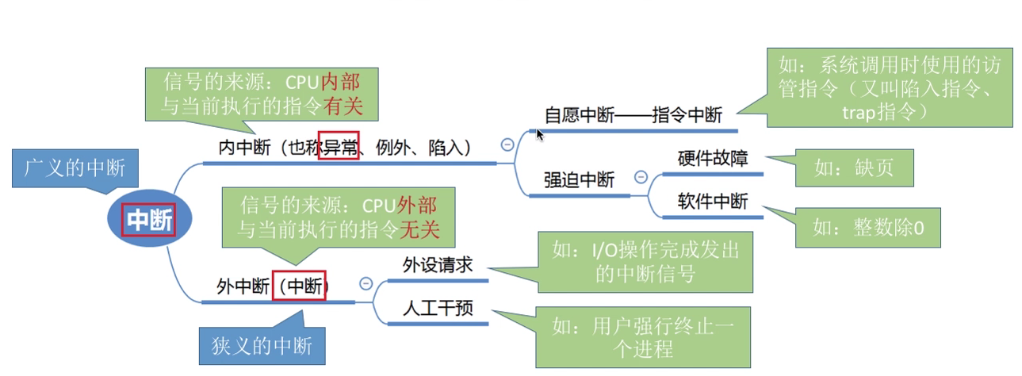 信号的来源：CPU内部
与当前执行的指令有关
如：系统调用时使用的访
管指令（又叫陷入指令、
trap指令）
自愿中断——指令中断
内中断（也称异常、例外、陷入）
广义的中断
硬件故障
如：缺页
强迫中断
软件中断
如：整数除0
中断
信号的来源：CPU外部
与当前执行的指令无关
外设请求
如：I/O操作完成发出
的中断信号
外中断（中断）
人工干预
如：用户强行终止一
个进程
狭义的中断